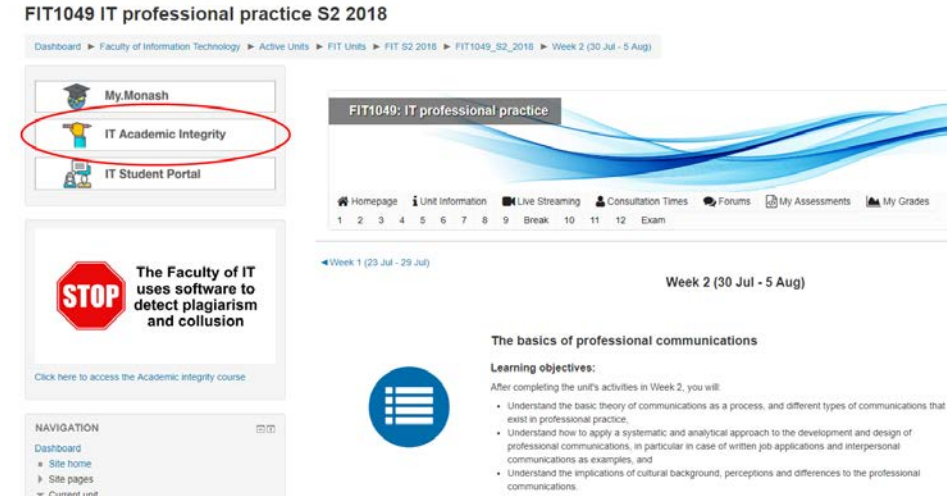 FIT1049 IT professional practice S2 2018
Dashboard ► Faculty of Information Technology ► Active Units ► FIT Units ► FIT S2 2018 ► FIT1049_S2_2018 ► Week 2 (30 Jul - 5 Aug)
My.Monash
IT Academic Integrity
IT Student Portal
STOP
The Faculty of IT
uses software to
detect plagiarism
and collusion
Click here to access the Academic integrity course
NAVIGATION
Dashboard
Site home
Site pages
Current unit
FIT1049: IT professional practice
Homepage Unit Information Live Streaming Consultation Times Forums My Assessments My Grades
1 2 3 4 5 6 7 8 9 Break 10 11 12 Exam
◄Week 1 (23 Jul - 29 Jul)
Week 2 (30 Jul - 5 Aug)
The basics of professional communications
Learning objectives:
After completing the unit's activities in Week 2, you will:
• Understand the basic theory of communications as a process, and different types of communications that
exist in professional practice,
• Understand how to apply a systematic and analytical approach to the development and design of
professional communications, in particular in case of written job applications and interpersonal
communications as examples, and
• Understand the implications of cultural background, perceptions and differences to the professional
communications.